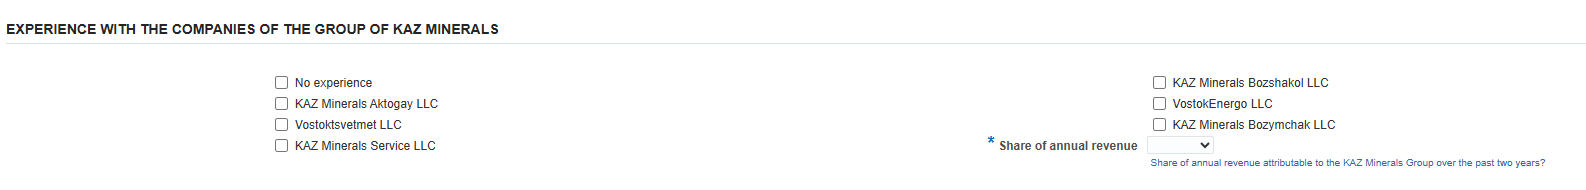 EXPERIENCE WITH THE COMPANIES OF THE GROUP OF KAZ MINERALS
No experience
KAZ Minerals Aktogay LLC
Vostoktsvetmet LLC
KAZ Minerals Service LLC
KAZ Minerals Bozshakol LLC
VostokEnergo LLC
KAZ Minerals Bozymchak LLC
* Share of annual revenue
Share of annual revenue attributable to the KAZ Minerals Group over the past two years?